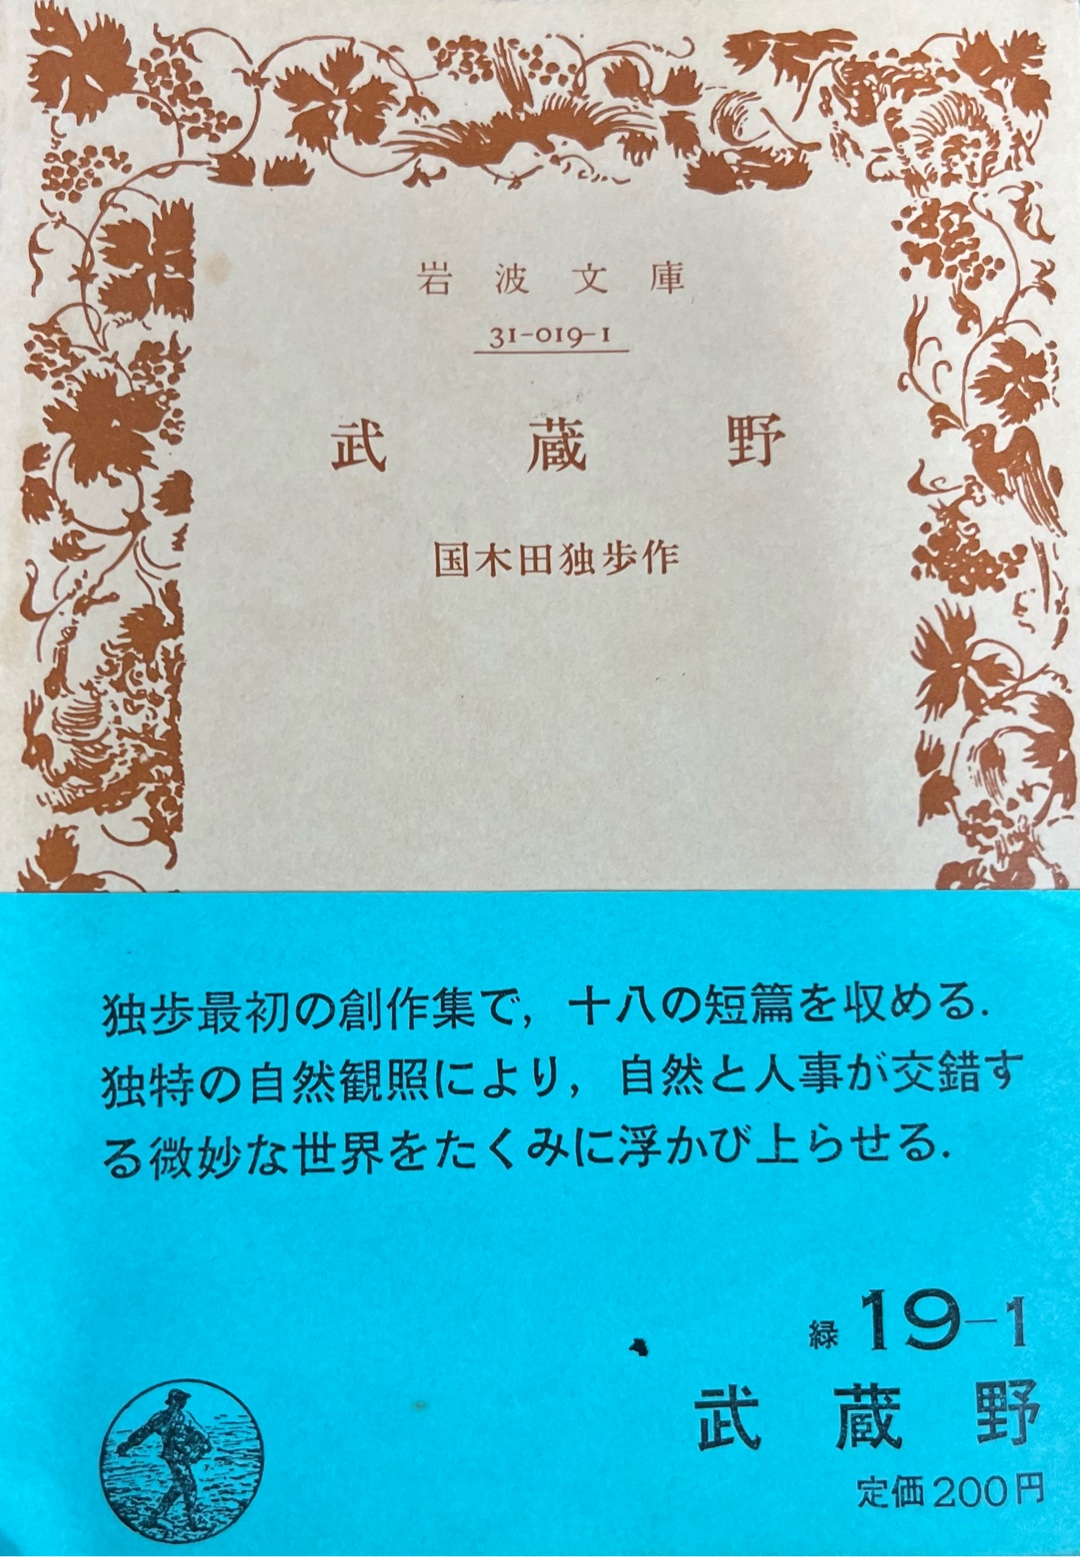 岩波文庫
31-019-1
武蔵野
国木田独歩作
独歩最初の創作集で，十八の短篇を収める．
独特の自然観照により，自然と人事が交錯す
る微妙な世界をたくみに浮かび上らせる．
緑 19-1
武蔵野
定価200円